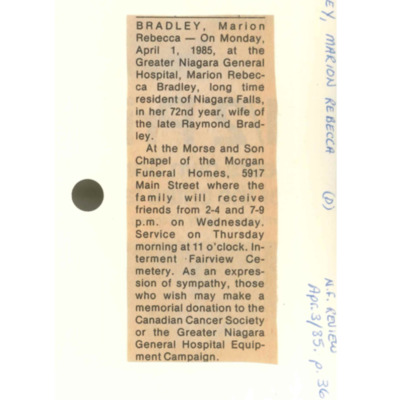 BRADLEY, Marion
Rebecca — On Monday,
April 1, 1985, at the
Greater Niagara General
Hospital, Marion Rebec-
ca Bradley, long time
resident of Niagara Falls,
in her 72nd year, wife of
the late Raymond Brad-
ley.
At the Morse and Son
Chapel of the Morgan
Funeral Homes, 5917
Main Street where the
family will receive
friends from 2-4 and 7-9
p.m. on Wednesday.
Service on Thursday
morning at 11 o'clock. In-
terment Fairview Ce-
metery. As an expres-
sion of sympathy, those
who wish may make a
memorial donation to the
Canadian Cancer Society
or the Greater Niagara
General Hospital Equip-
ment Campaign.
EY, MARION REBECCA (D)
N.F. REVIEW
Apr. 3/85. p. 36